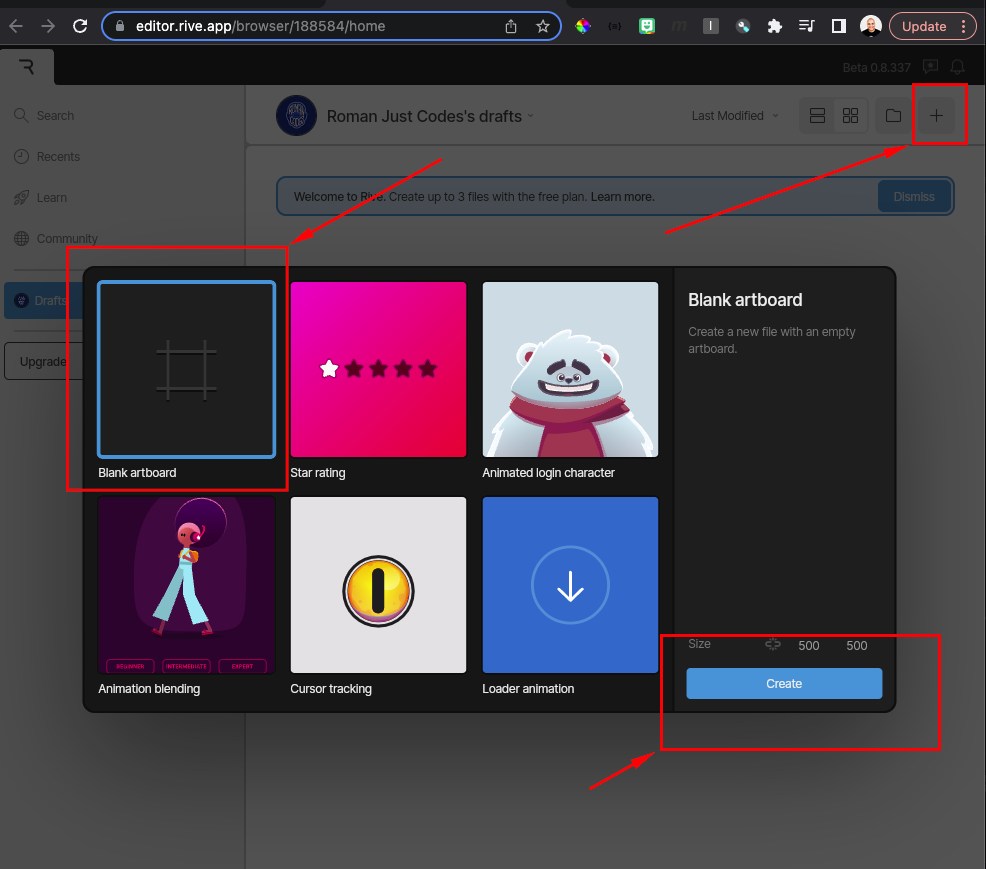 editor.rive.app/browser/188584/home
Update
Beta 0.8.337
Search
Recents
Learn
Community
Drafts
Upgrade
Roman Just Codes's drafts
Last Modified
Welcome to Rive. Create up to 3 files with the free plan. Learn more.
Dismiss
Blank artboard
Star rating
Animated login character
BEGINNER
INTERMEDIATE
EXPERT
Animation blending
Cursor tracking
Loader animation
Blank artboard
Create a new file with an empty
artboard.
Size
500
500
Create